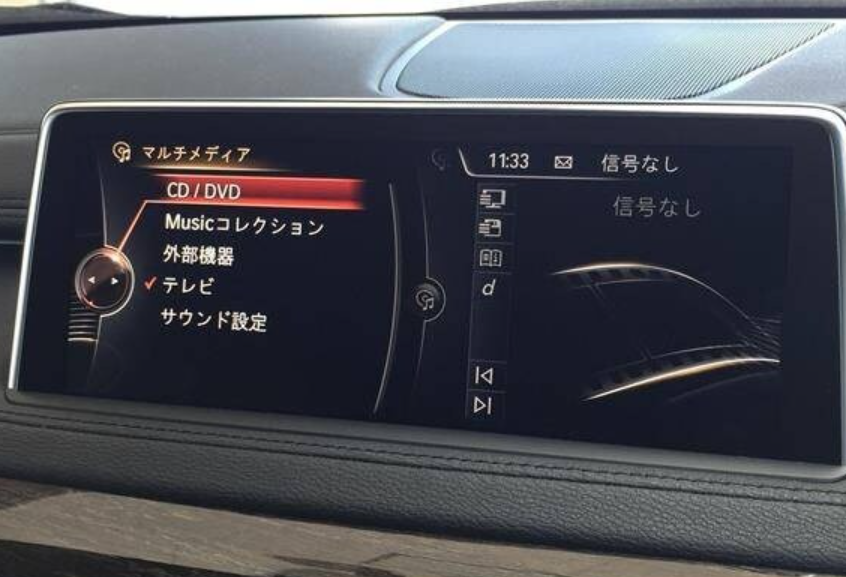 マルチメディア
CD / DVD
Musicコレクション
外部機器
テレビ
サウンド設定
11:33 信号なし
信号なし
d